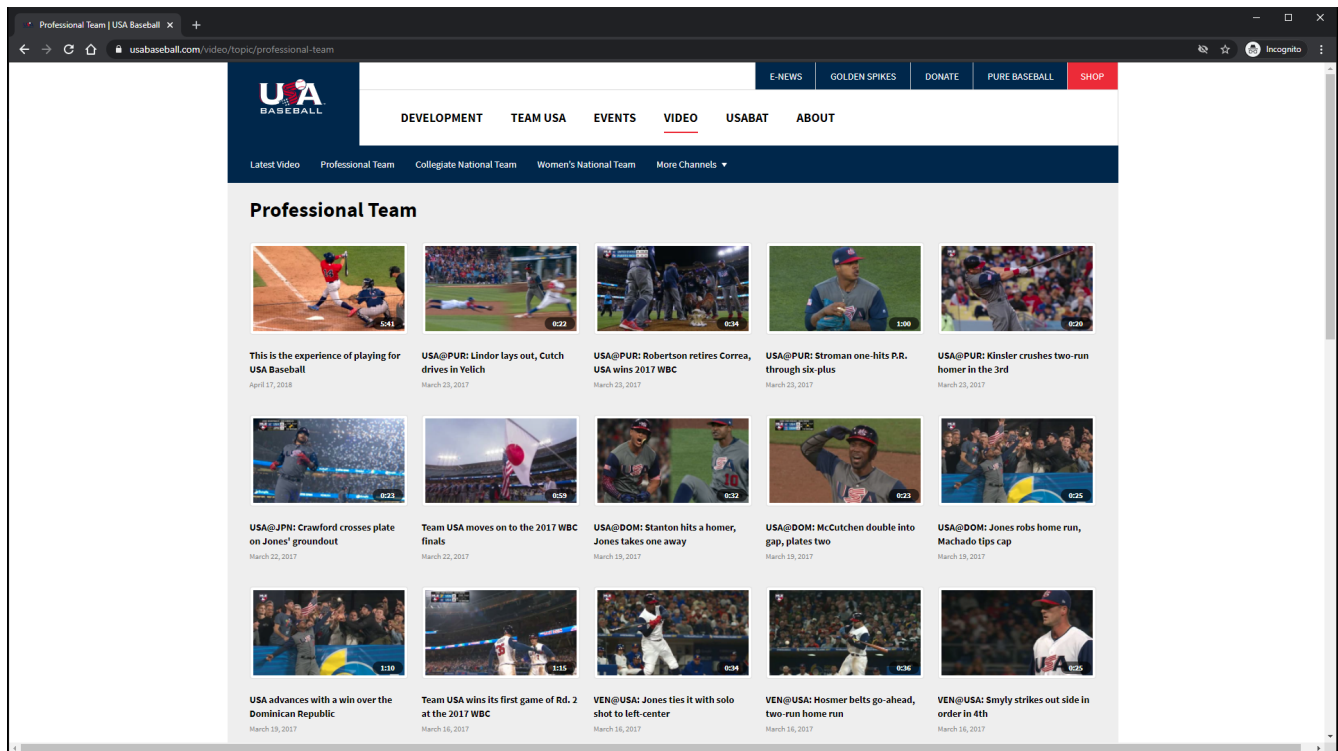 Professional Team | USA Baseball
usabaseball.com/video/topic/professional-team
Incognito
USA
BASEBALL
E-NEWS
GOLDEN SPIKES
DONATE
PURE BASEBALL
SHOP
DEVELOPMENT
TEAM USA
EVENTS
VIDEO
USABAT
ABOUT
Latest Video
Professional Team
Collegiate National Team
Women's National Team
More Channels
Professional Team
5:41
0:22
0:34
1:00
0:20
This is the experience of playing for
USA Baseball
April 17, 2018
USA@PUR: Lindor lays out, Cutch
drives in Yelich
March 23, 2017
USA@PUR: Robertson retires Correa,
USA wins 2017 WBC
March 23, 2017
USA@PUR: Stroman one-hits P.R.
through six-plus
March 23, 2017
USA@PUR: Kinsler crushes two-run
homer in the 3rd
March 23, 2017
0:23
0:59
0:32
0:23
0:25
USA@JPN: Crawford crosses plate
on Jones' groundout
March 22, 2017
Team USA moves on to the 2017 WBC
finals
March 22, 2017
USA@DOM: Stanton hits a homer,
Jones takes one away
March 19, 2017
USA@DOM: McCutchen double into
gap, plates two
March 19, 2017
USA@DOM: Jones robs home run,
Machado tips cap
March 19, 2017
1:10
1:15
0:34
0:36
0:25
USA advances with a win over the
Dominican Republic
March 19, 2017
Team USA wins its first game of Rd. 2
at the 2017 WBC
March 16, 2017
VEN@USA: Jones ties it with solo
shot to left-center
March 16, 2017
VEN@USA: Hosmer belts go-ahead,
two-run home run
March 16, 2017
VEN@USA: Smyly strikes out side in
order in 4th
March 16, 2017